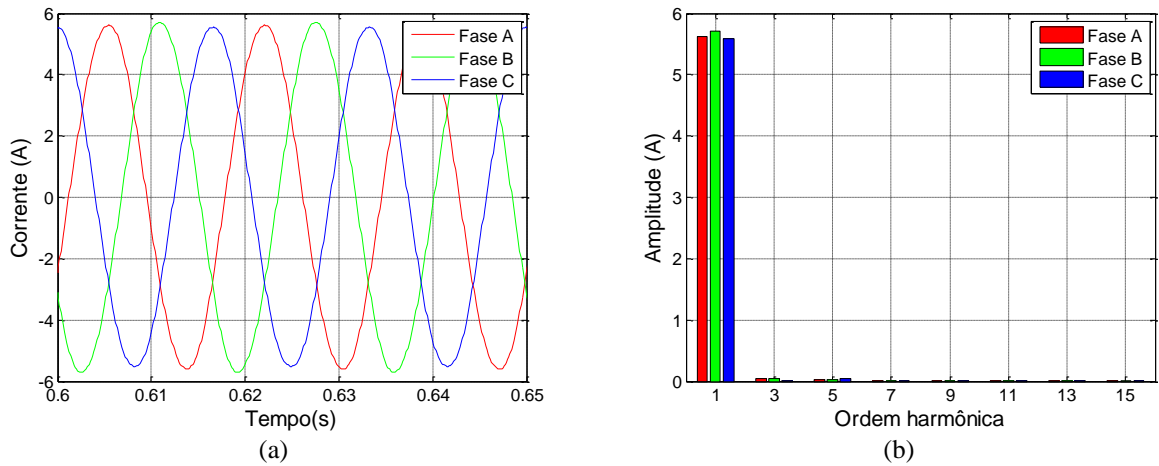 6
4
2
0
-2
-4
-6
0.6
0.61
0.62
0.63
0.64
0.65
Corrente (A)
Tempo(s)
Fase A
Fase B
Fase C
(a)
6
5
4
3
2
1
0
1
3
5
7
9
11
13
15
Amplitude (A)
Ordem harmônica
Fase A
Fase B
Fase C
(b)